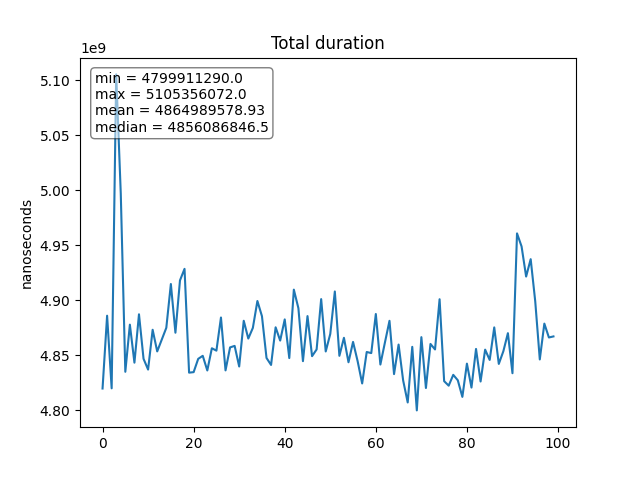 Total duration
1e9
min = 4799911290.0
max = 5105356072.0
mean = 4864989578.93
median = 4856086846.5
nanoseconds
5.10
5.05
5.00
4.95
4.90
4.85
4.80
0 20 40 60 80 100